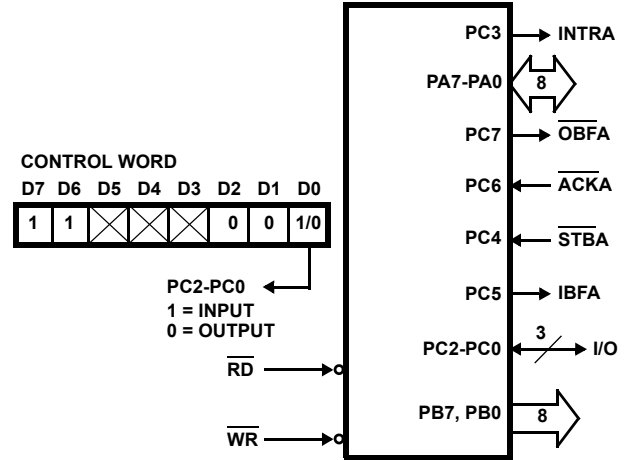 PC3 INTRA
PA7-PA0 8
PC7 OBFA
CONTROL WORD
D7 D6 D5 D4 D3 D2 D1 D0
PC6 ACKA
1 1 0 0 1/0
PC4 STBA
PC2-PC0
1 = INPUT
0 = OUTPUT
PC5 IBFA
PC2-PC0 3 I/O
RD
PB7, PB0 8
WR